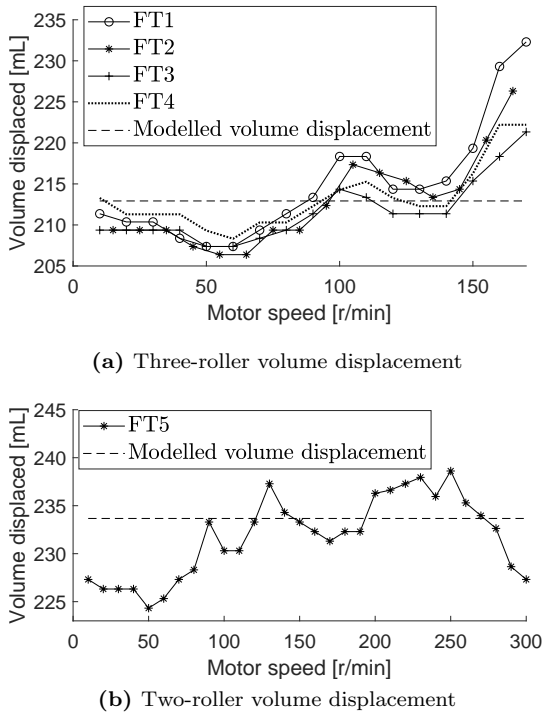 235
230
225
220
215
210
205
Volume displaced [mL]
FT1
FT2
FT3
FT4
Modelled volume displacement
0
50
100
150
Motor speed [r/min]
(a) Three-roller volume displacement
245
240
235
230
225
Volume displaced [mL]
FT5
Modelled volume displacement
0
50
100
150
200
250
300
Motor speed [r/min]
(b) Two-roller volume displacement